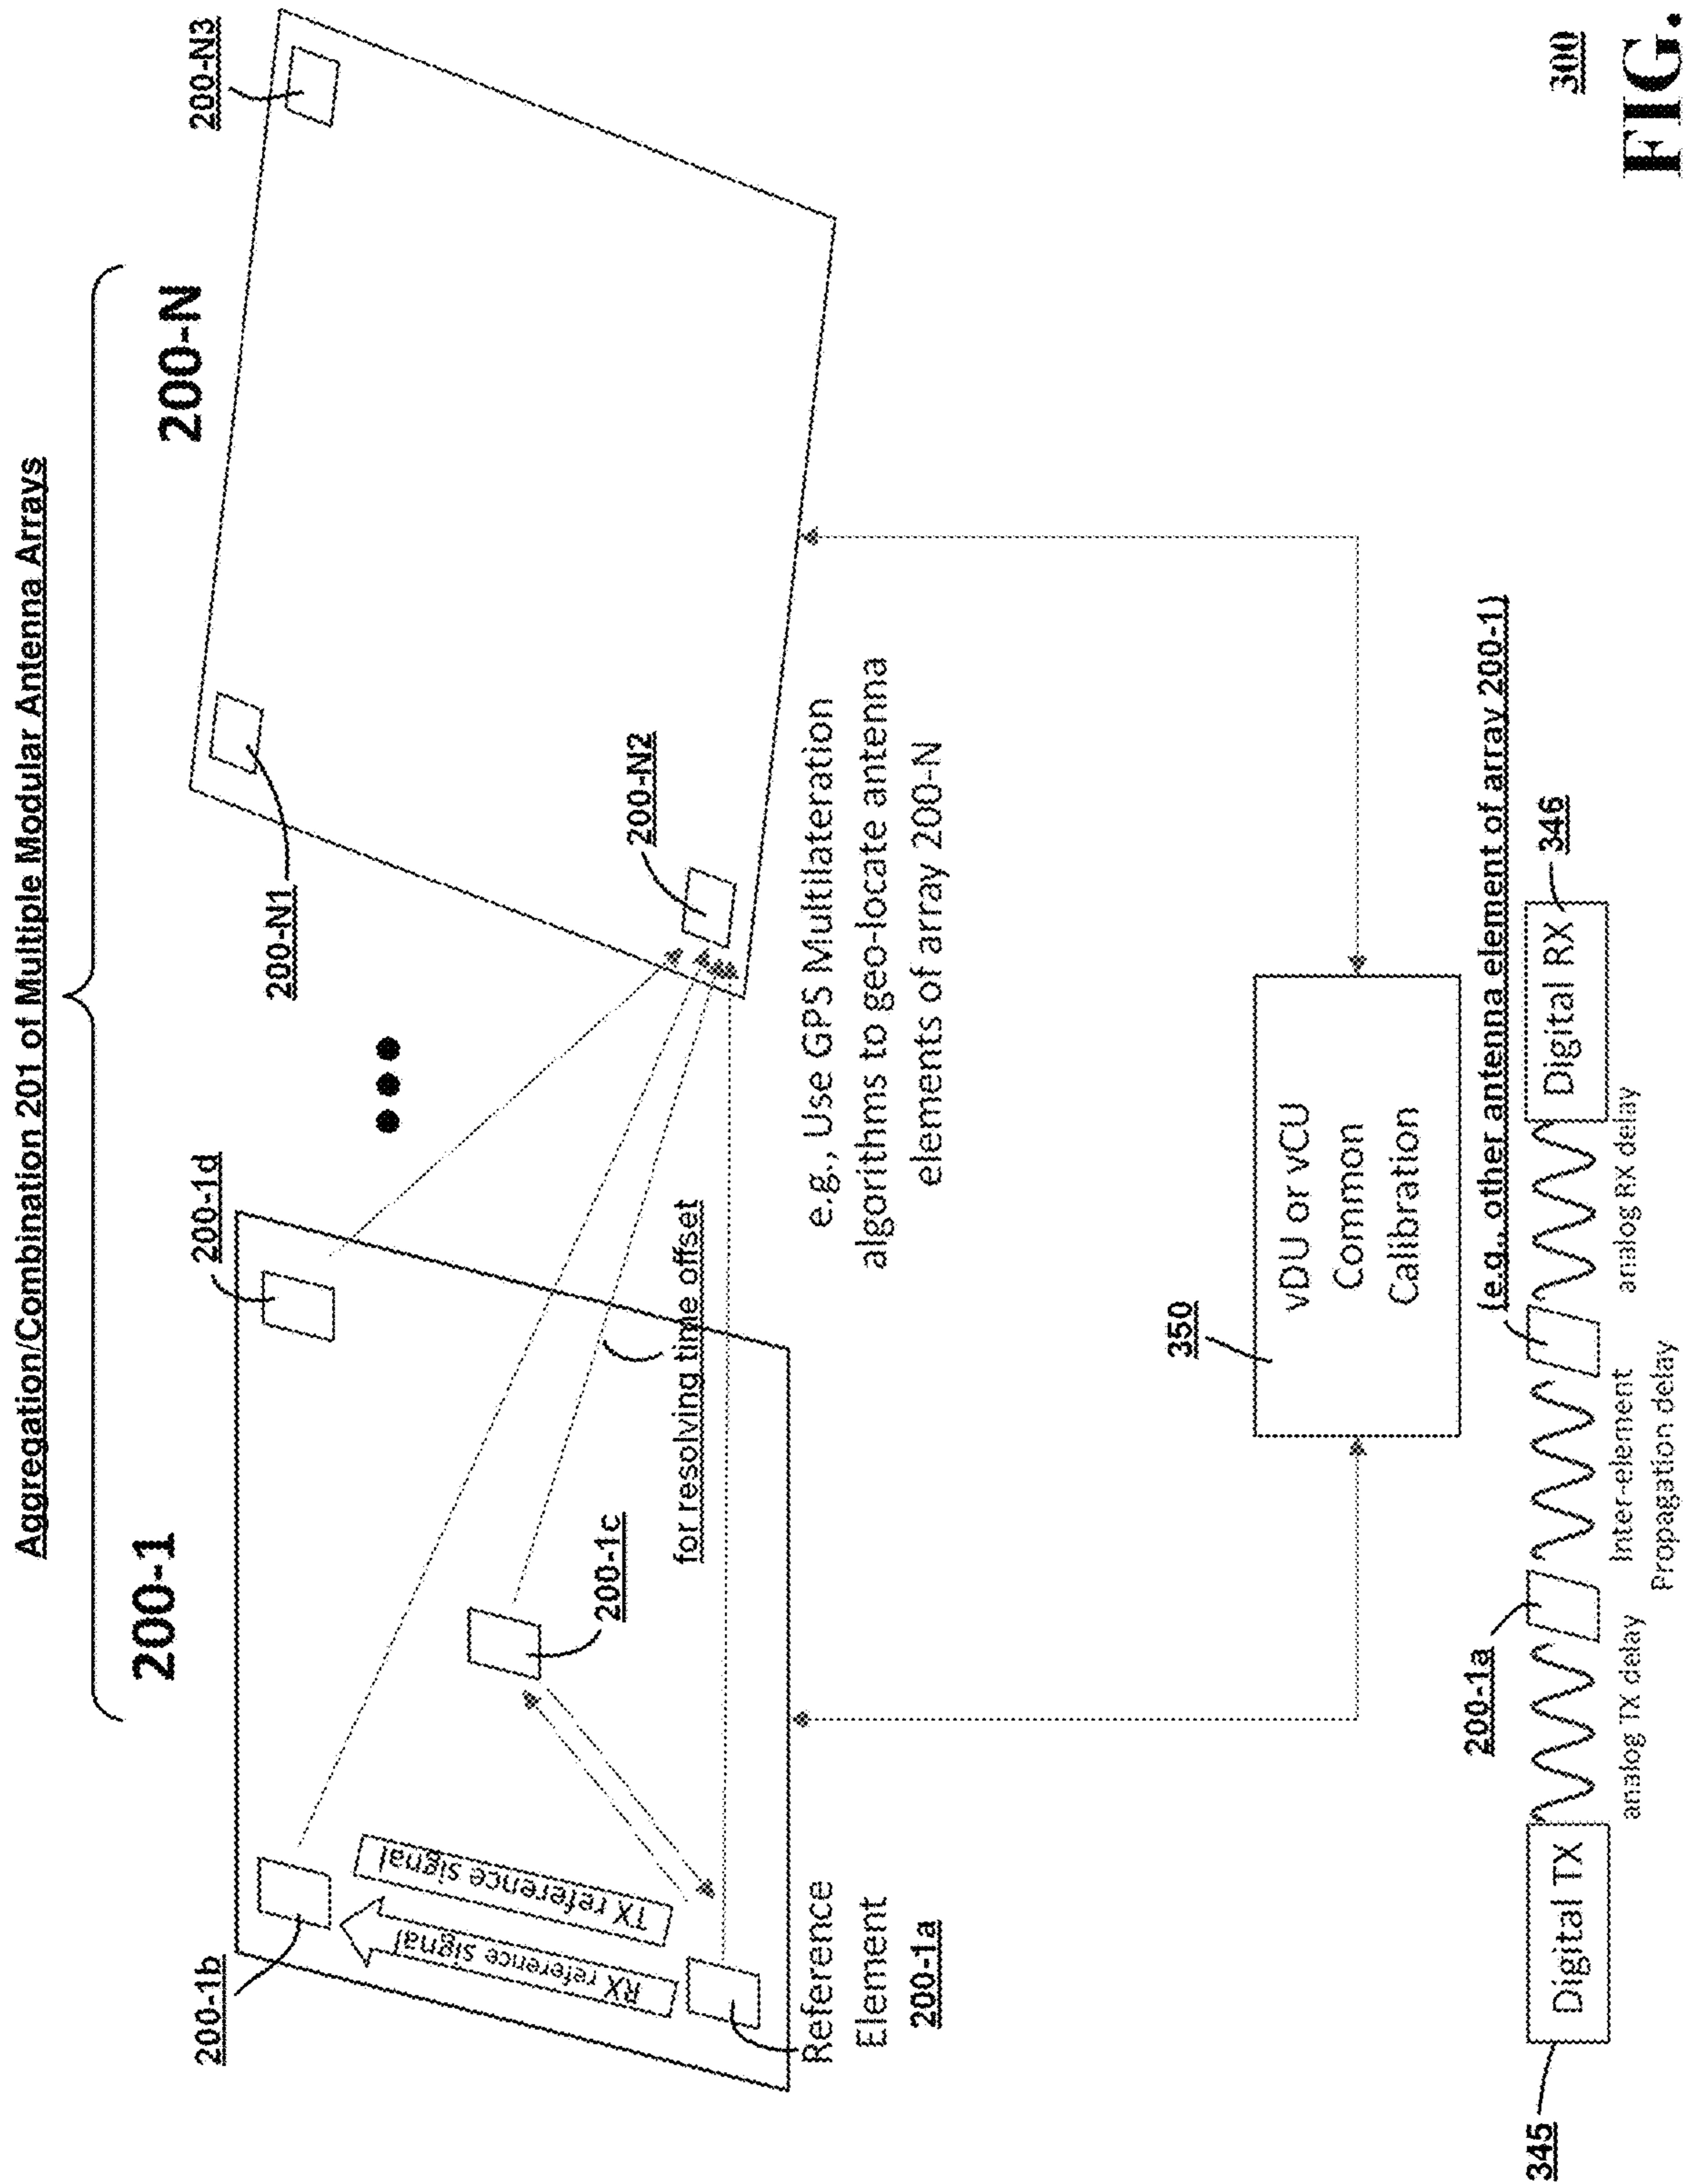 Aggregation/Combination 201 of Multiple Modular Antenna Arrays
200-1
200-N
200-1b
200-1d
200-N1
200-N3
RX reference signal
TX reference signal
200-1c
for resolving time offset
200-N2
Reference
Element
200-1a
e.g., Use GPS Multilateration
algorithms to geo-locate antenna
elements of array 200-N
350
vDU or vCU
Common
Calibration
345
Digital TX
analog TX delay
200-1a
Inter-element
Propagation delay
(e.g., other antenna element of array 200-1)
analog RX delay
Digital RX
346
300
FIG.